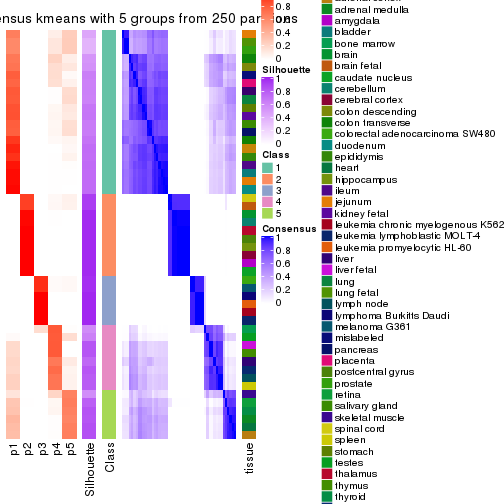 ensus kmeans with 5 groups from 250 par
0.8
0.6
0.4
0.2
0
Silhouette
1
0.8
0.6
0.4
0.2
0
Class
1
2
3
4
5
Consensus
1
0.8
0.6
0.4
0.2
0
adrenal medulla
amygdala
bladder
bone marrow
brain
brain fetal
caudate nucleus
cerebellum
cerebral cortex
colon descending
colon transverse
colorectal adenocarcinoma SW480
duodenum
epididymis
heart
hippocampus
ileum
jejunum
kidney fetal
leukemia chronic myelogenous K562
leukemia lymphoblastic MOLT-4
leukemia promyelocytic HL-60
liver
liver fetal
lung
lung fetal
lymph node
lymphoma Burkitts Daudi
melanoma G361
mislabeled
pancreas
placenta
postcentral gyrus
prostate
retina
salivary gland
skeletal muscle
spinal cord
spleen
stomach
testes
thalamus
thymus
thyroid
p1
p2
p3
p4
p5
Silhouette
Class
tissue